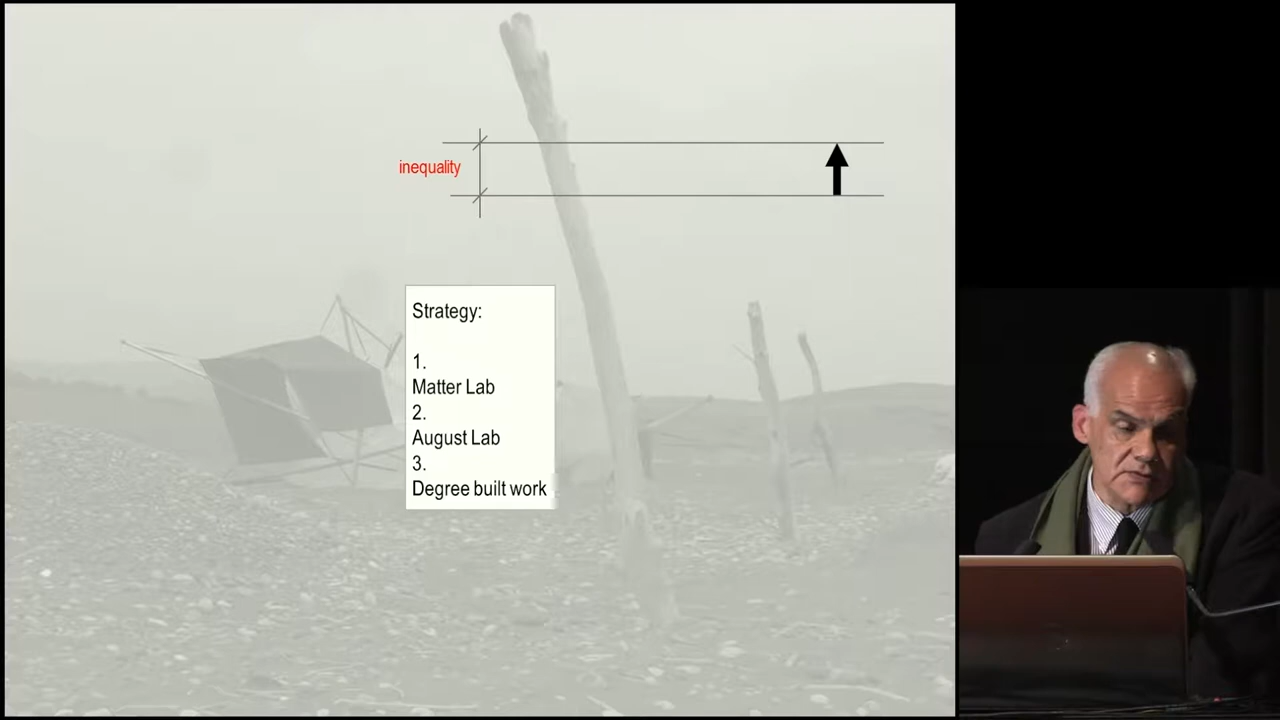 inequality
Strategy:
1.
Matter Lab
2.
August Lab
3.
Degree built work